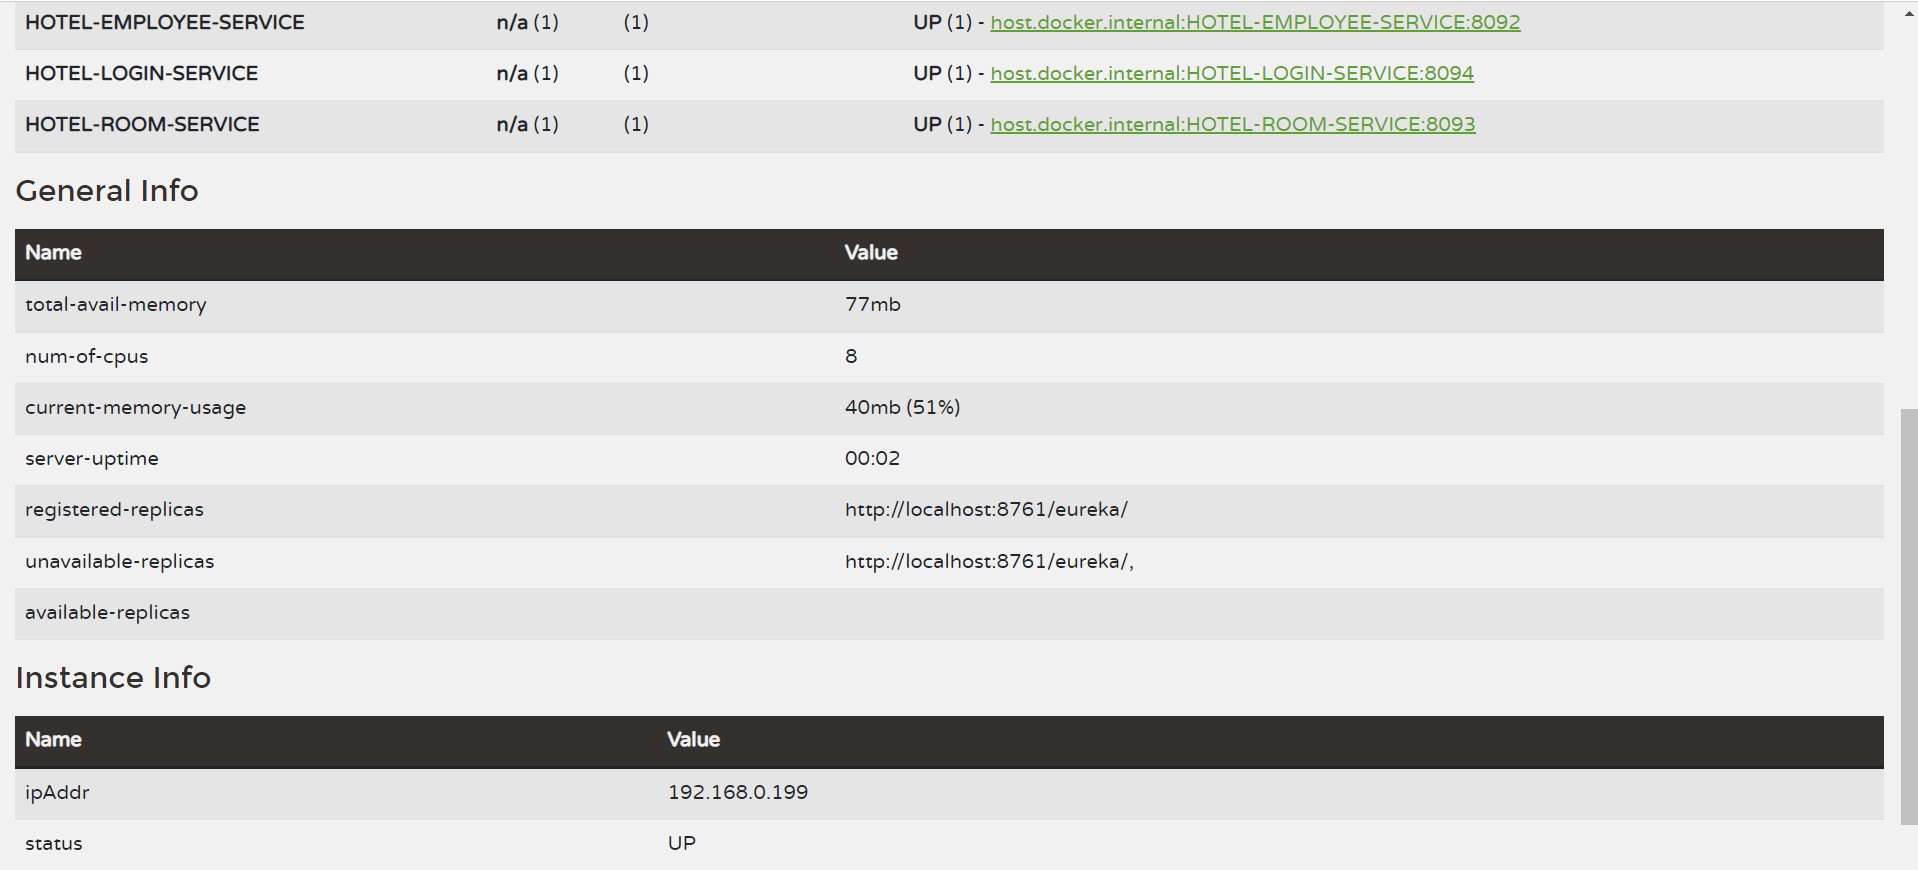 HOTEL-EMPLOYEE-SERVICE n/a (1) (1) UP (1) - host.docker.internal:HOTEL-EMPLOYEE-SERVICE:8092
HOTEL-LOGIN-SERVICE n/a (1) (1) UP (1) - host.docker.internal:HOTEL-LOGIN-SERVICE:8094
HOTEL-ROOM-SERVICE n/a (1) (1) UP (1) - host.docker.internal:HOTEL-ROOM-SERVICE:8093
General Info
Name Value
total-avail-memory 77mb
num-of-cpus 8
current-memory-usage 40mb (51%)
server-uptime 00:02
registered-replicas http://localhost:8761/eureka/
unavailable-replicas http://localhost:8761/eureka/,
available-replicas
Instance Info
Name Value
ipAddr 192.168.0.199
status UP